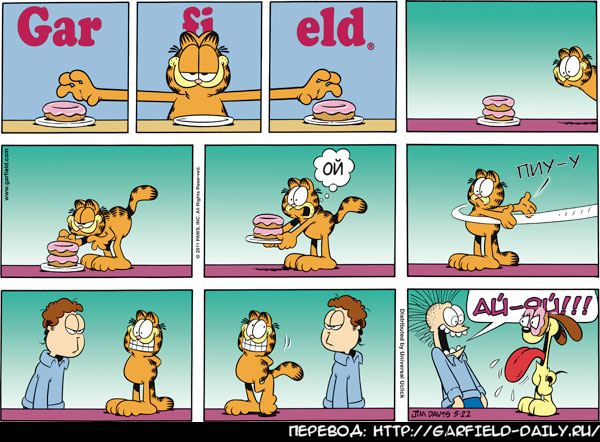 Gar fi eld®
www.garfield.com
© 2011 PAWS, INC. All Rights Reserved.
ОЙ
ПИУ-У
Distributed by Universal Uclick
АЙ-ЯЙ!!!
JIM DAVIS 5-22
ПЕРЕВОД: HTTP://GARFIELD-DAILY.RU/